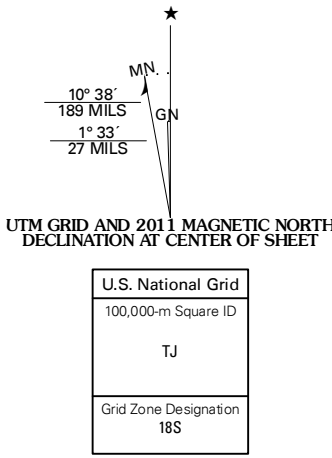 ★
MN
GN
10° 38´
189 MILS
1° 33´
27 MILS
UTM GRID AND 2011 MAGNETIC NORTH
DECLINATION AT CENTER OF SHEET
U.S. National Grid
100,000-m Square ID
TJ
Grid Zone Designation
18S